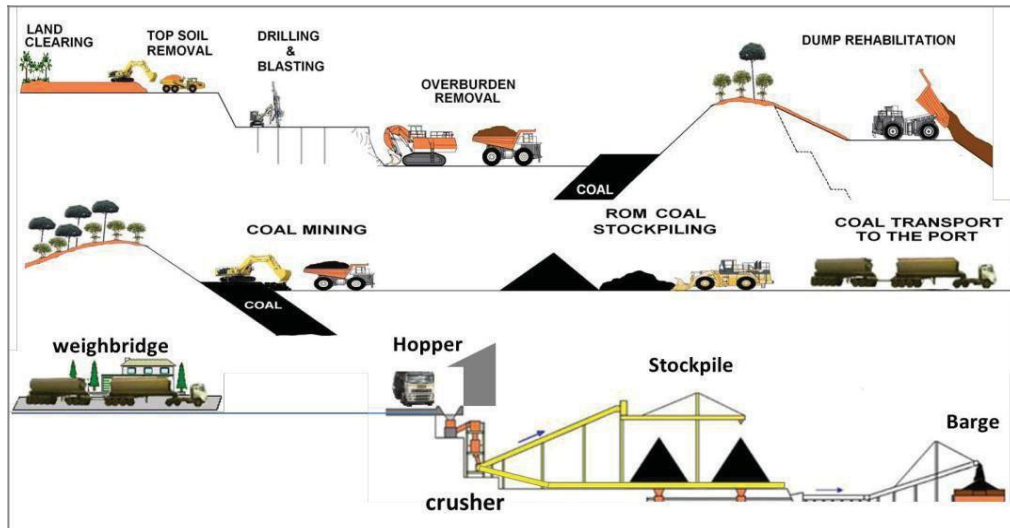 LAND
CLEARING
TOP SOIL
REMOVAL
DRILLING
&
BLASTING
OVERBURDEN
REMOVAL
DUMP REHABILITATION
COAL
COAL MINING
ROM COAL
STOCKPILING
COAL TRANSPORT
TO THE PORT
COAL
weighbridge
Hopper
Stockpile
Barge
crusher